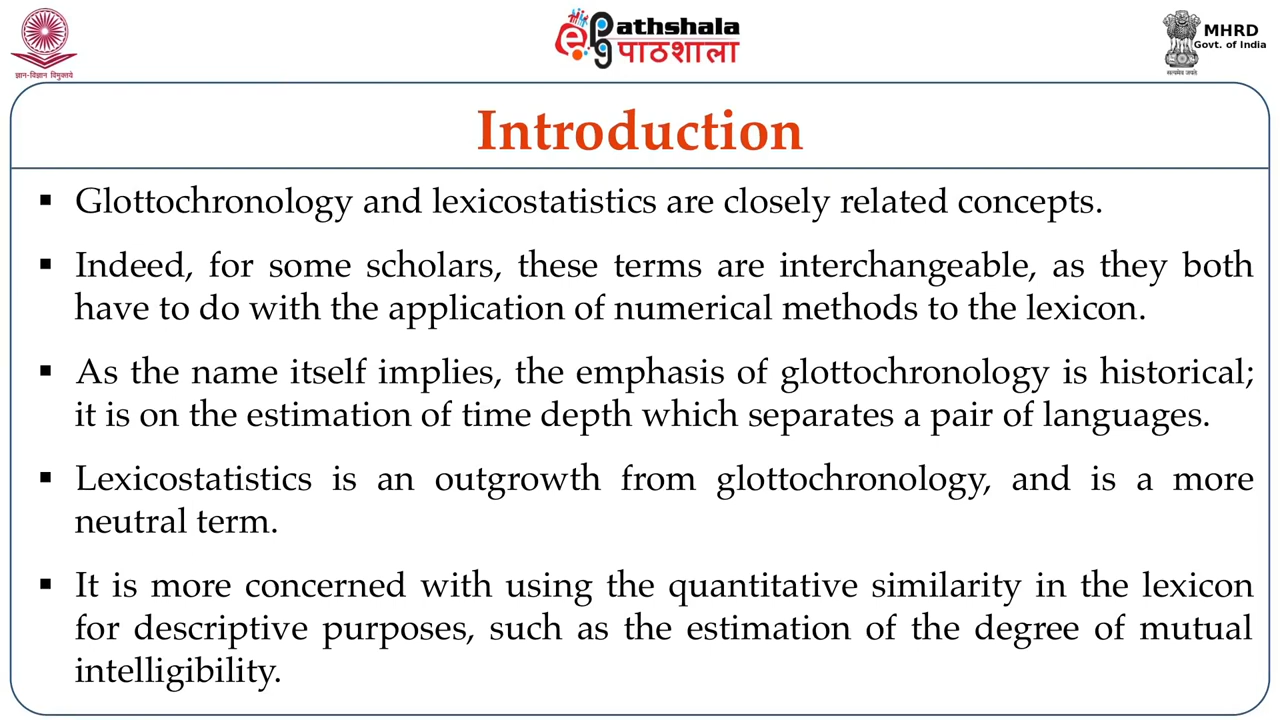 ज्ञान-विज्ञान विमुक्तये
ePGPathshala
पाठशाला
MHRD
Govt. of India
सत्यमेव जयते
Introduction
▪ Glottochronology and lexicostatistics are closely related concepts.
▪ Indeed, for some scholars, these terms are interchangeable, as they both
have to do with the application of numerical methods to the lexicon.
▪ As the name itself implies, the emphasis of glottochronology is historical;
it is on the estimation of time depth which separates a pair of languages.
▪ Lexicostatistics is an outgrowth from glottochronology, and is a more
neutral term.
▪ It is more concerned with using the quantitative similarity in the lexicon
for descriptive purposes, such as the estimation of the degree of mutual
intelligibility.